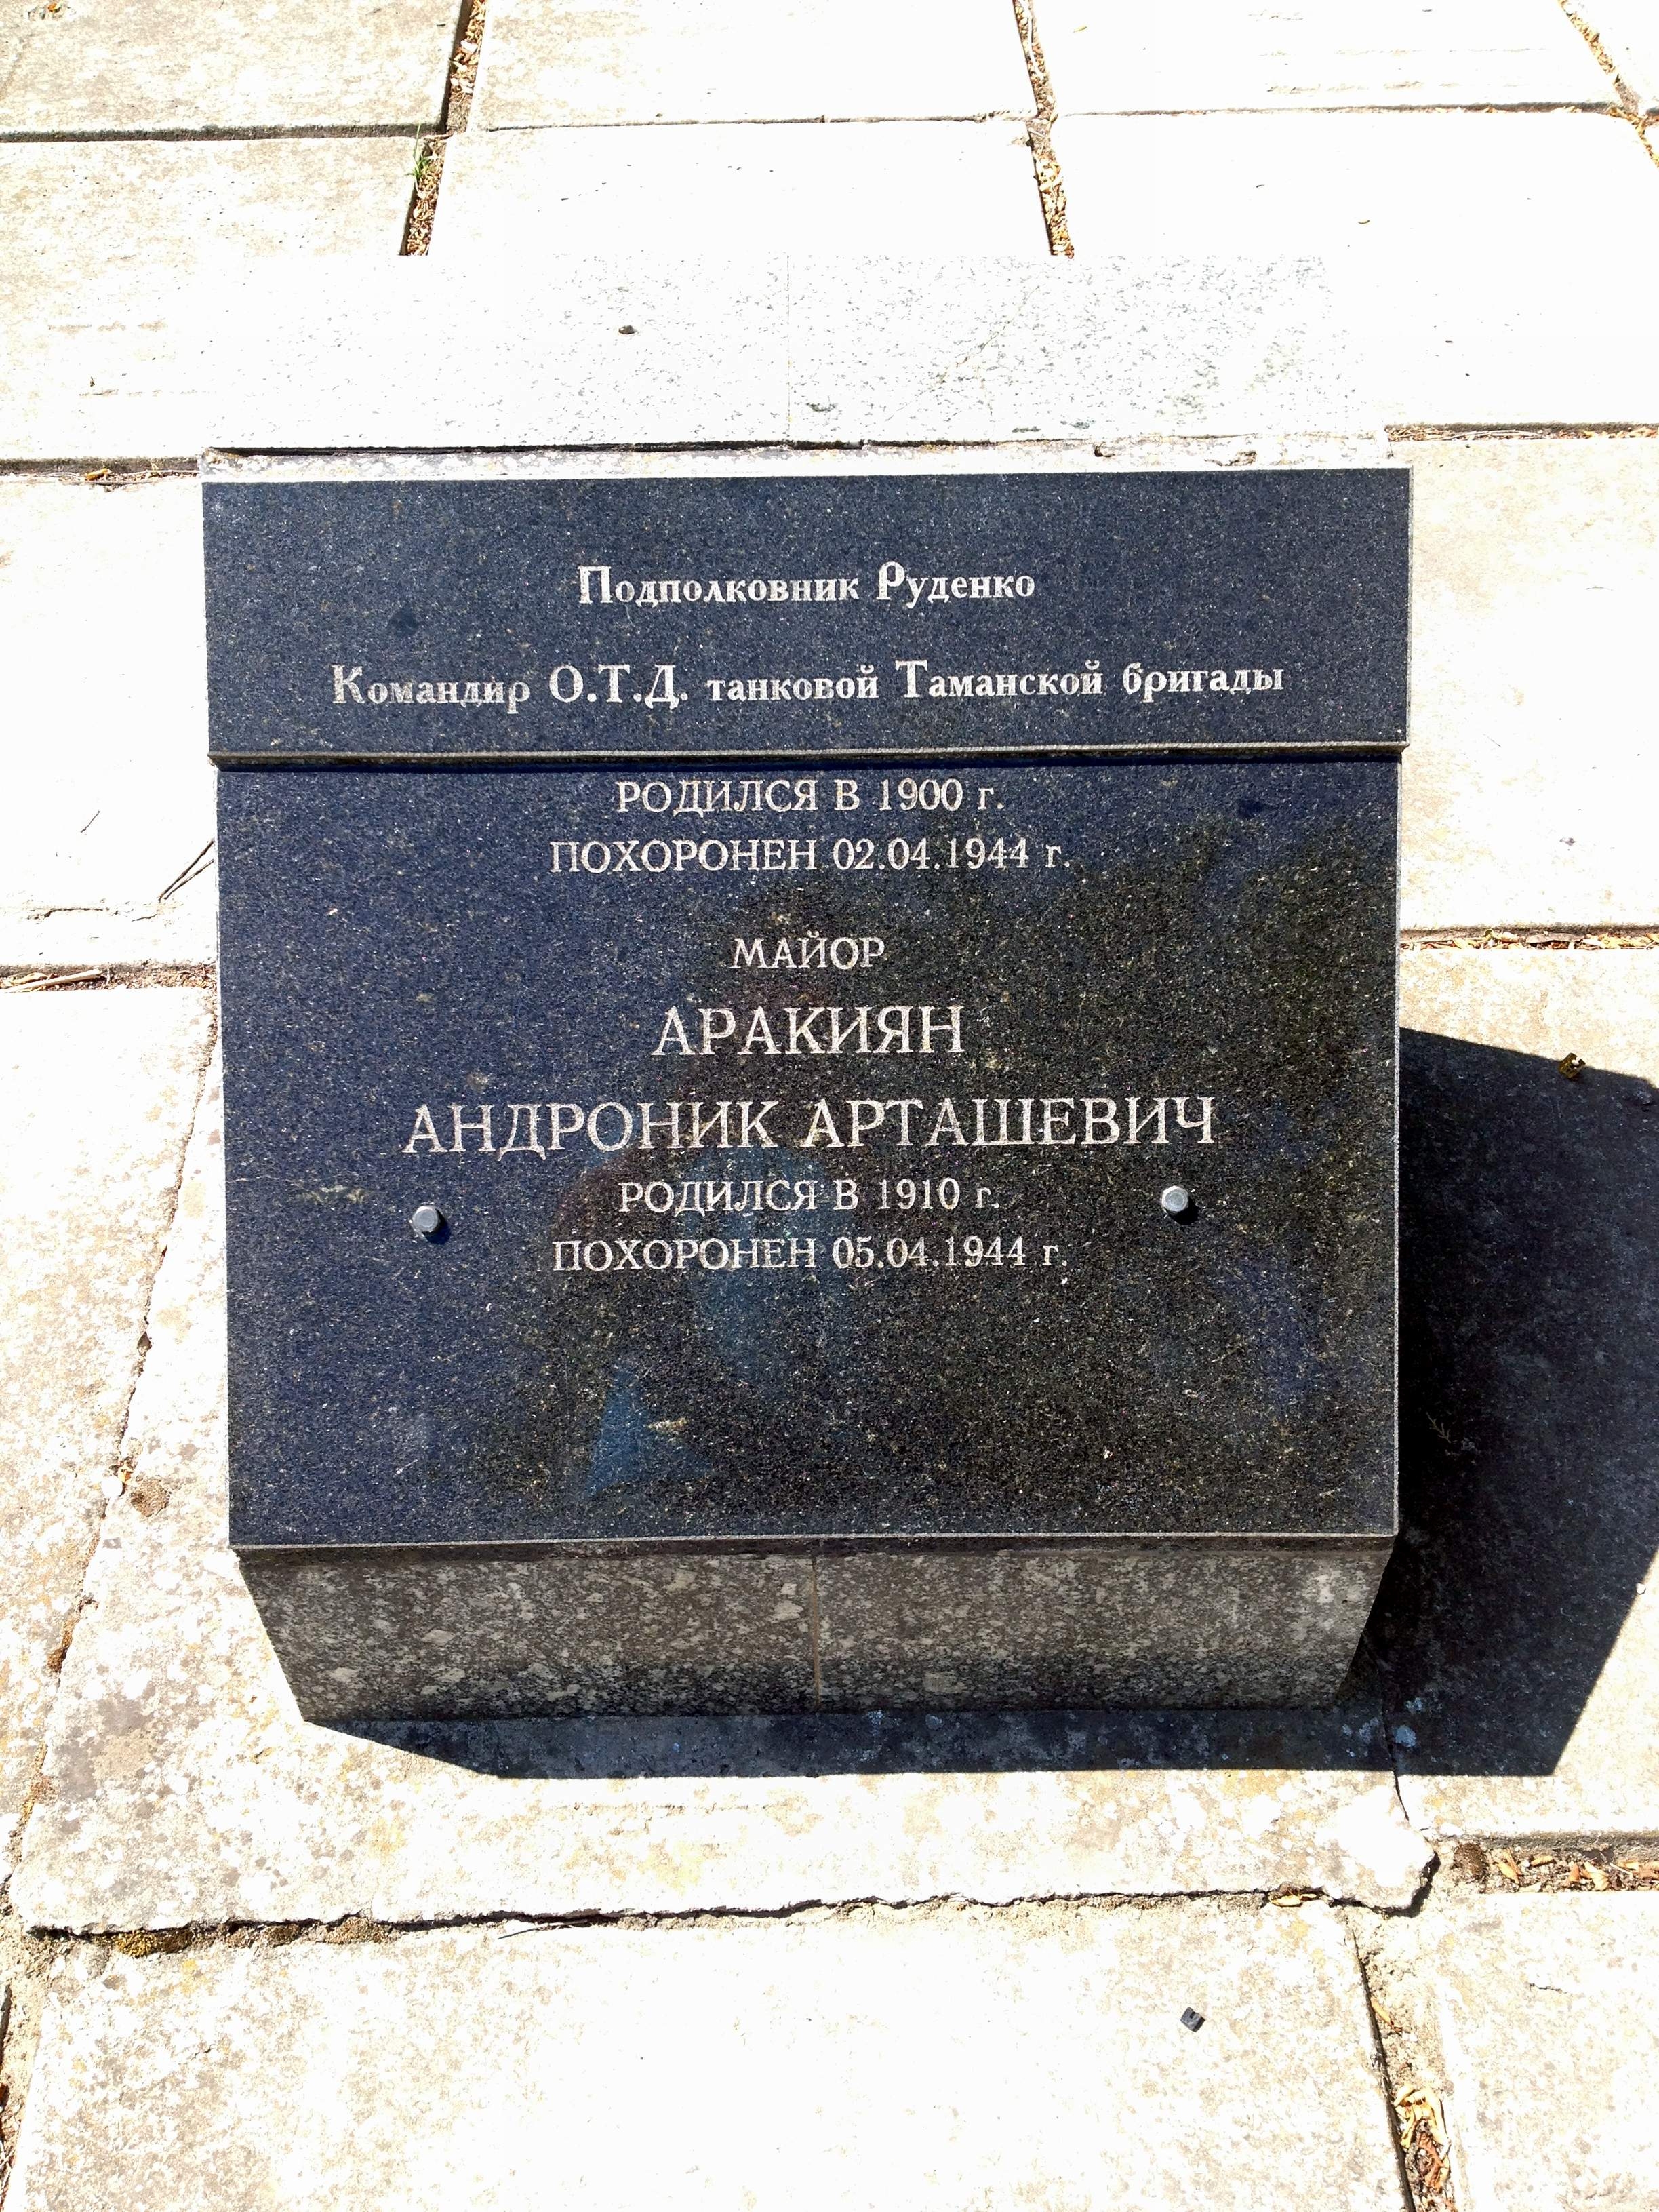 Подполковник Руденко
Командир О.Т.Д. танковой Таманской бригады
РОДИЛСЯ В 1900 г.
ПОХОРОНЕН 02.04.1944 г.
МАЙОР
АРАКИЯН
АНДРОНИК АРТАШЕВИЧ
РОДИЛСЯ В 1910 г.
ПОХОРОНЕН 05.04.1944 г.